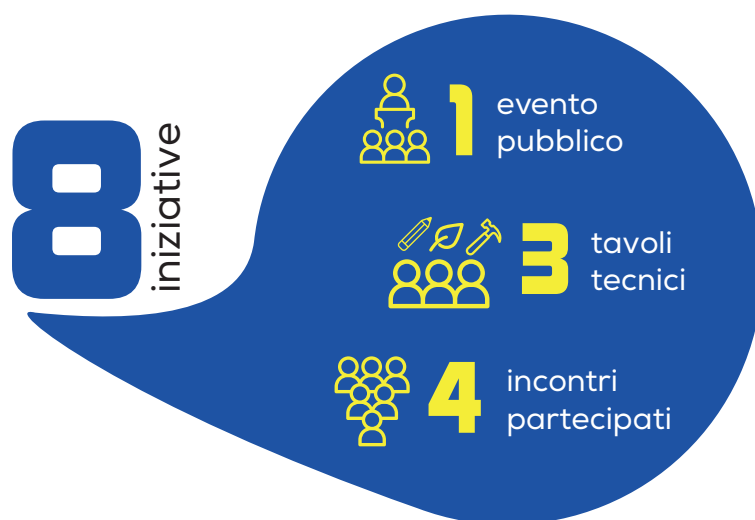 8
iniziative
1
evento
pubblico
3
tavoli
tecnici
4
incontri
partecipati